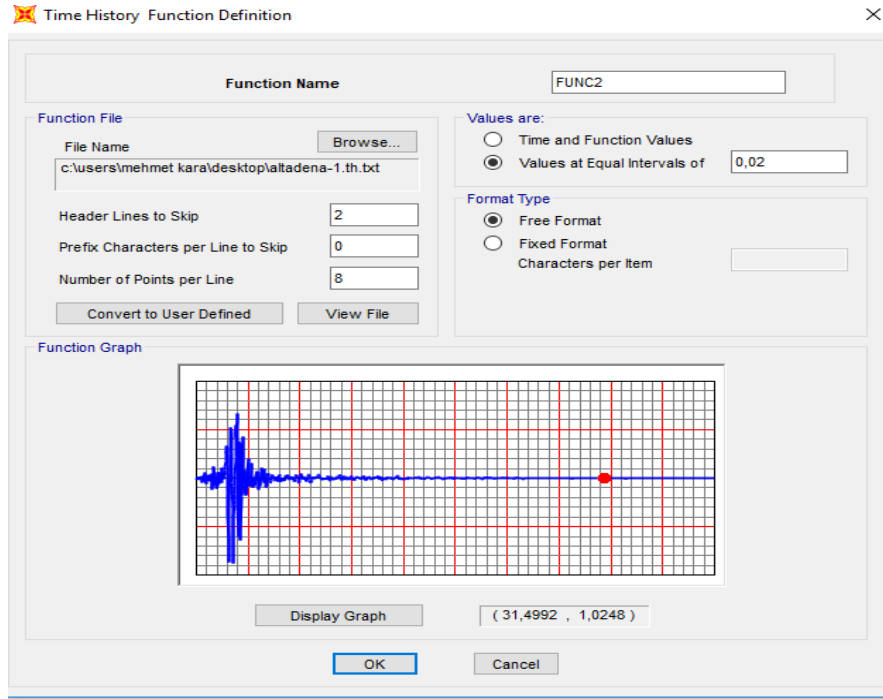 Time History Function Definition
Function Name
FUNC2
Function File
File Name
Browse...
c:\users\mehmet kara\desktop\altadena-1.th.txt
Header Lines to Skip
2
Prefix Characters per Line to Skip
0
Number of Points per Line
8
Convert to User Defined
View File
Values are:
Time and Function Values
Values at Equal Intervals of
0,02
Format Type
Free Format
Fixed Format
Characters per Item
Function Graph
Display Graph
( 31,4992 , 1,0248 )
OK
Cancel